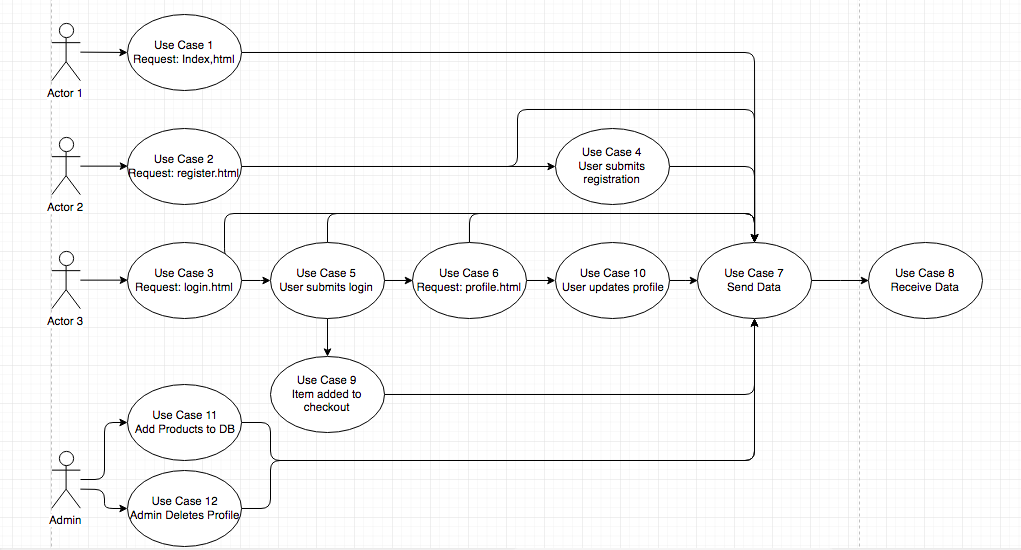 Use Case 1
Request: Index,html
Actor 1
Use Case 2
Request: register.html
Actor 2
Use Case 4
User submits
registration
Use Case 3
Request: login.html
Actor 3
Use Case 5
User submits login
Use Case 6
Request: profile.html
Use Case 10
User updates profile
Use Case 7
Send Data
Use Case 8
Receive Data
Use Case 9
Item added to
checkout
Use Case 11
Add Products to DB
Use Case 12
Admin Deletes Profile
Admin